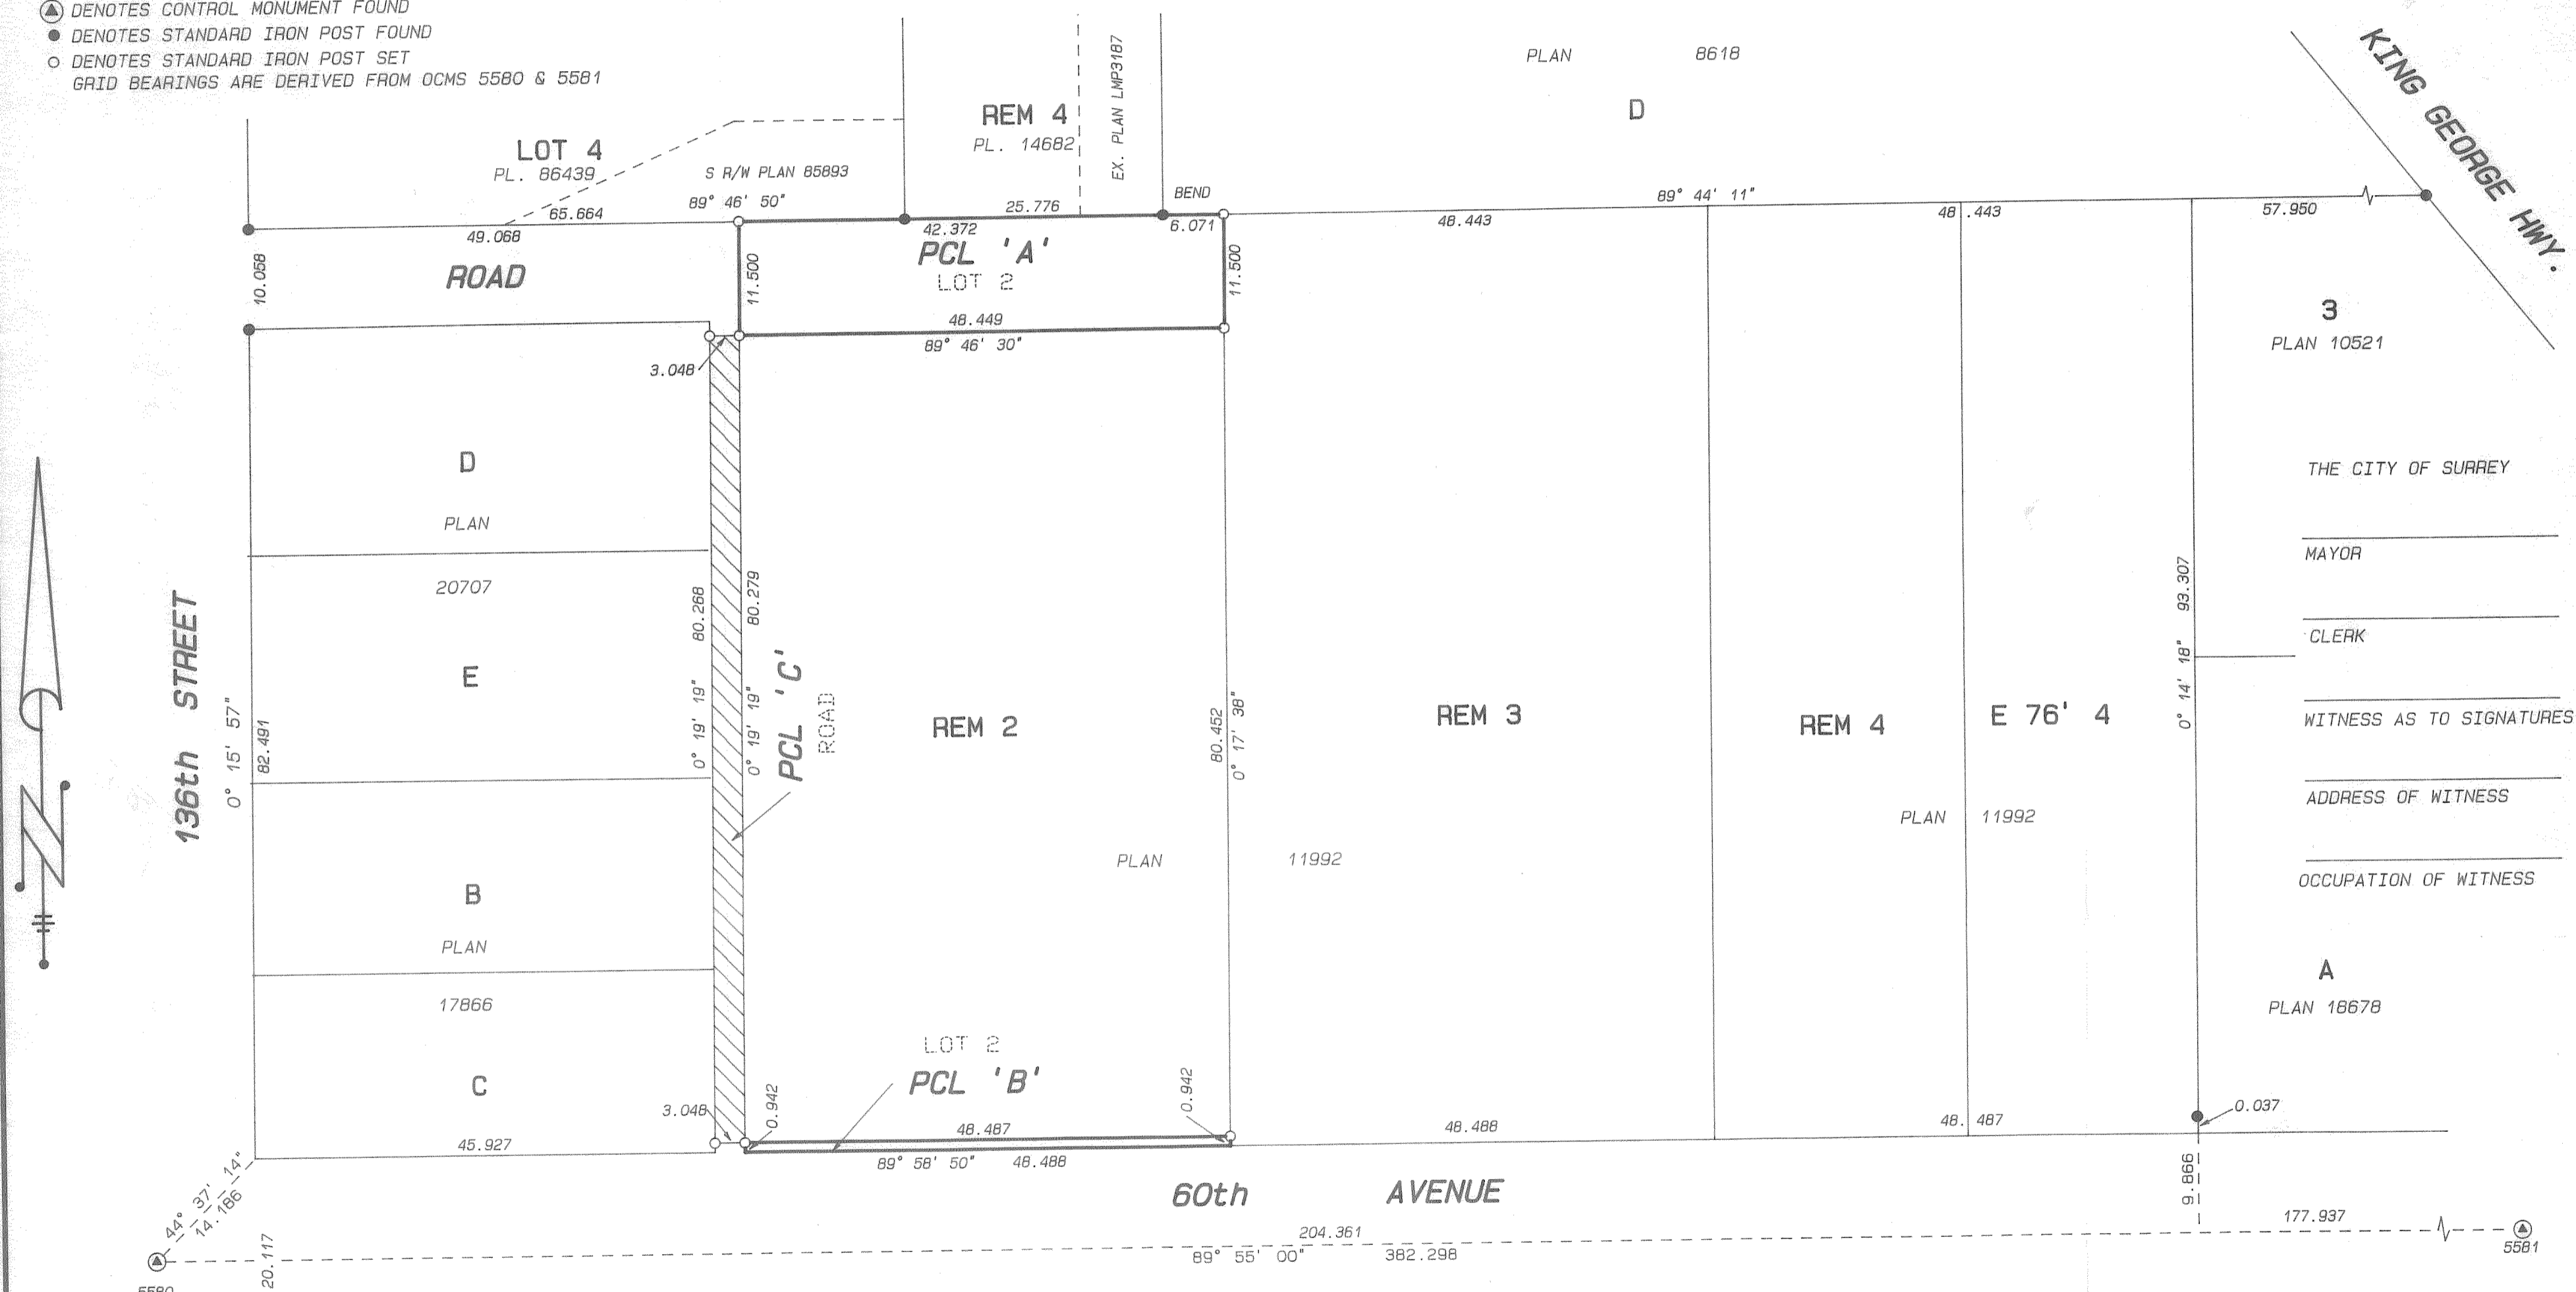 DENOTES CONTROL MONUMENT FOUND
DENOTES STANDARD IRON POST FOUND
DENOTES STANDARD IRON POST SET
GRID BEARINGS ARE DERIVED FROM OCMS 5580 & 5581
LOT 4
PL. 86439
S R/W PLAN 85893
REM 4
PL. 14682
EX. PLAN LMP3187
PLAN 8618
D
KING GEORGE HWY.
BEND
65.664
89° 46' 50"
25.776
89° 44' 11"
49.068
42.372
6.071
48.443
48.443
57.950
10.058
ROAD
11.500
PCL 'A'
LOT 2
11.500
48.449
89° 46' 30"
3.048
3
PLAN 10521
D
PLAN
20707
E
B
PLAN
17866
C
136th STREET
0° 15' 57"
82.491
80.268
0° 19' 19"
80.279
0° 19' 19"
PCL 'C'
ROAD
REM 2
80.452
0° 17' 38"
REM 3
REM 4
E 76' 4
PLAN 11992
PLAN 11992
93.307
0° 14' 18"
THE CITY OF SURREY
MAYOR
CLERK
WITNESS AS TO SIGNATURES
ADDRESS OF WITNESS
OCCUPATION OF WITNESS
A
PLAN 18678
LOT 2
PCL 'B'
3.048
0.942
0.942
0.037
45.927
48.487
48.488
48.487
89° 58' 50" 48.488
44° 37' 14"
14.186
60th AVENUE
9.866
20.117
204.361
177.937
89° 55' 00" 382.298
5580
5581